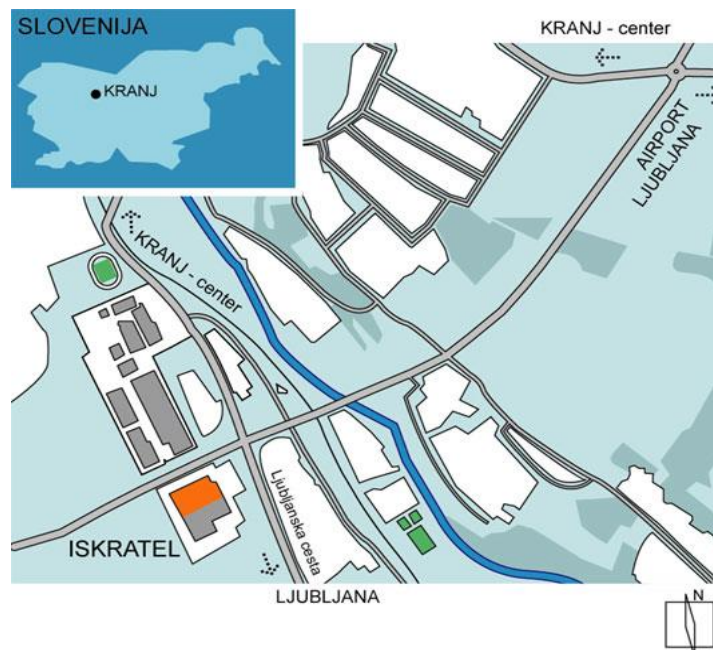 SLOVENIJA
KRANJ
KRANJ - center
AIRPORT
LJUBLJANA
KRANJ - center
Ljubljanska cesta
ISKRATEL
LJUBLJANA
N